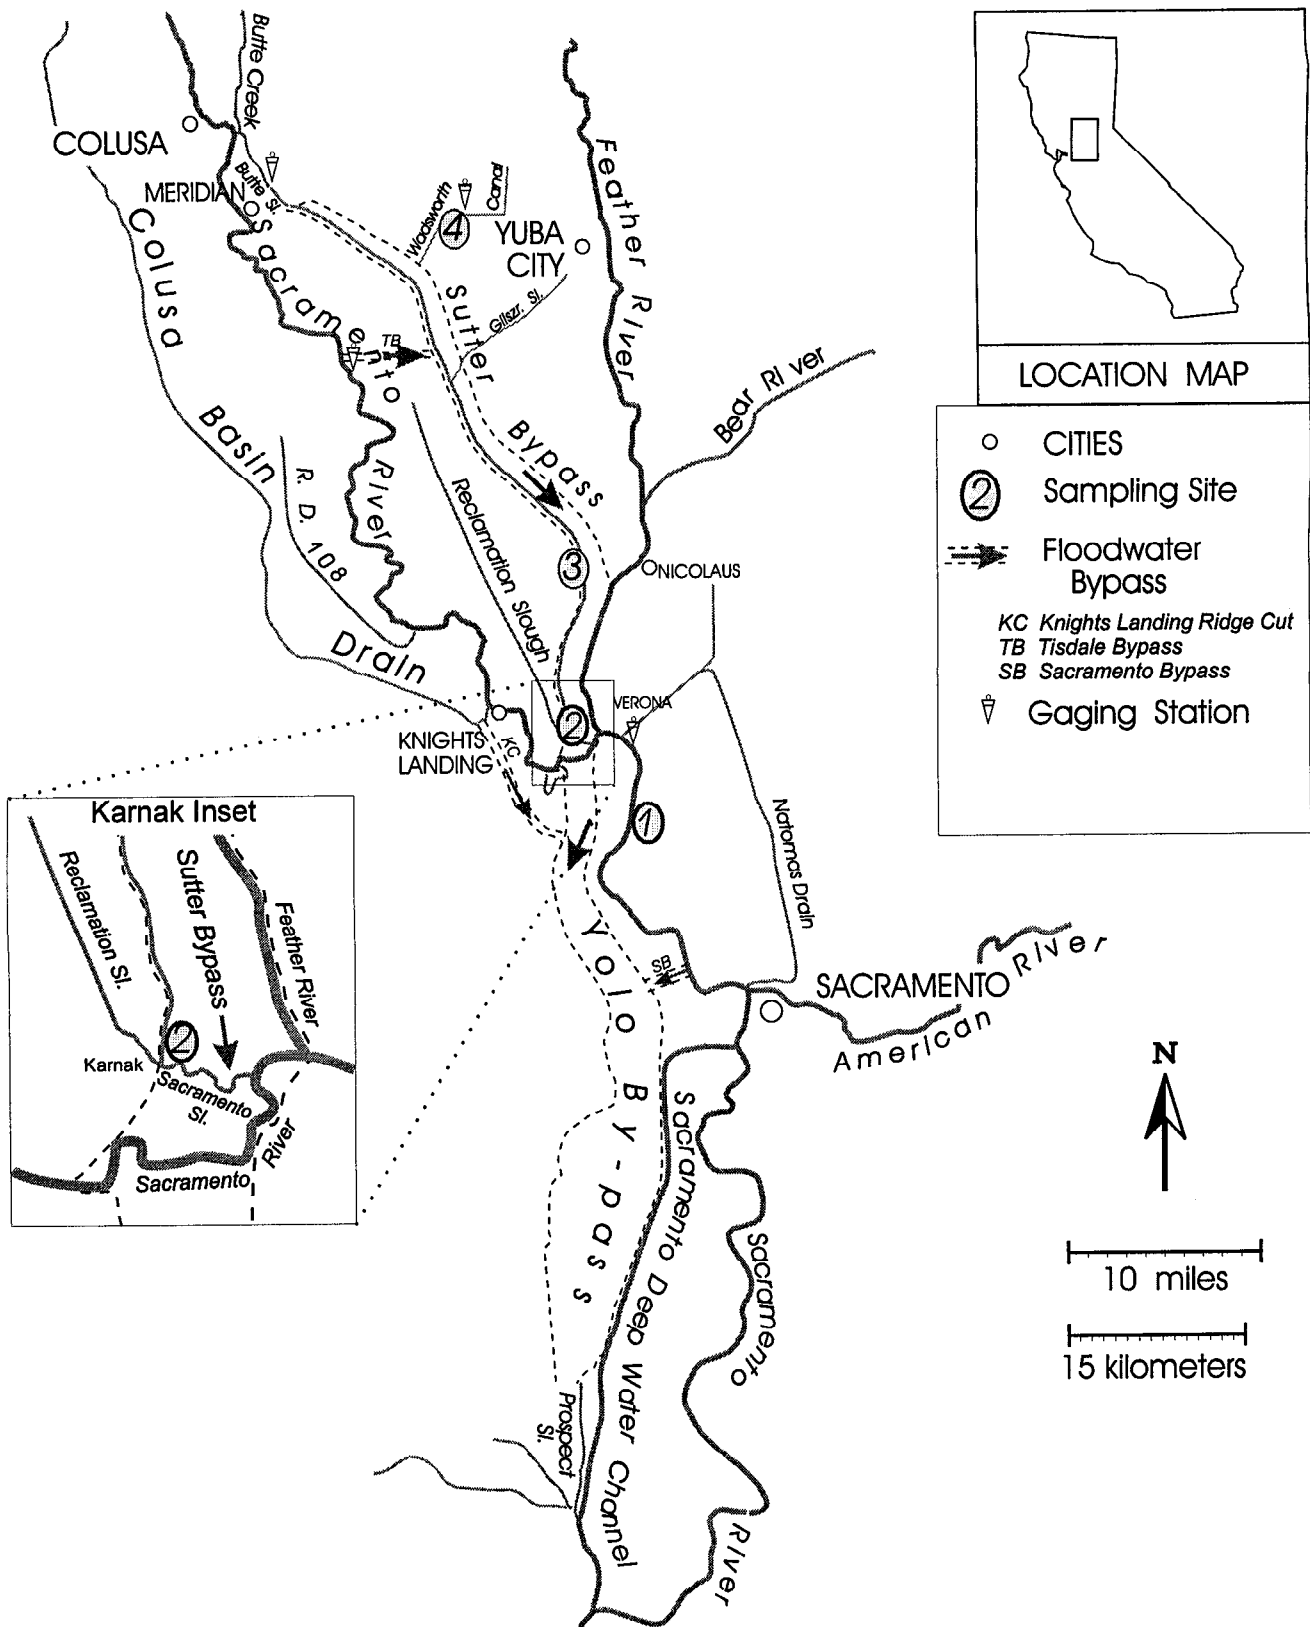 Butte Creek
COLUSA
MERIDIAN
Butte Sl.
Wadsworth
Canal
4
YUBA
CITY
Feather River
Colusa
Basin
Drain
Sacramento
River
TB
Sutter
Bypass
Gilszr. Sl.
Bear River
R. D. 108
Reclamation Slough
3
NICOLAUS
VERONA
2
KNIGHTS
LANDING
KC
1
Natomas Drain
Yolo By-pass
SB
SACRAMENTO
American River
Sacramento Deep Water Channel
Sacramento
River
Prospect
Sl.
LOCATION MAP
CITIES
2 Sampling Site
Floodwater
Bypass
KC Knights Landing Ridge Cut
TB Tisdale Bypass
SB Sacramento Bypass
Gaging Station
Karnak Inset
Reclamation Sl.
Sutter Bypass
Feather River
2
Karnak
Sacramento
Sl.
Sacramento
River
N
10 miles
15 kilometers